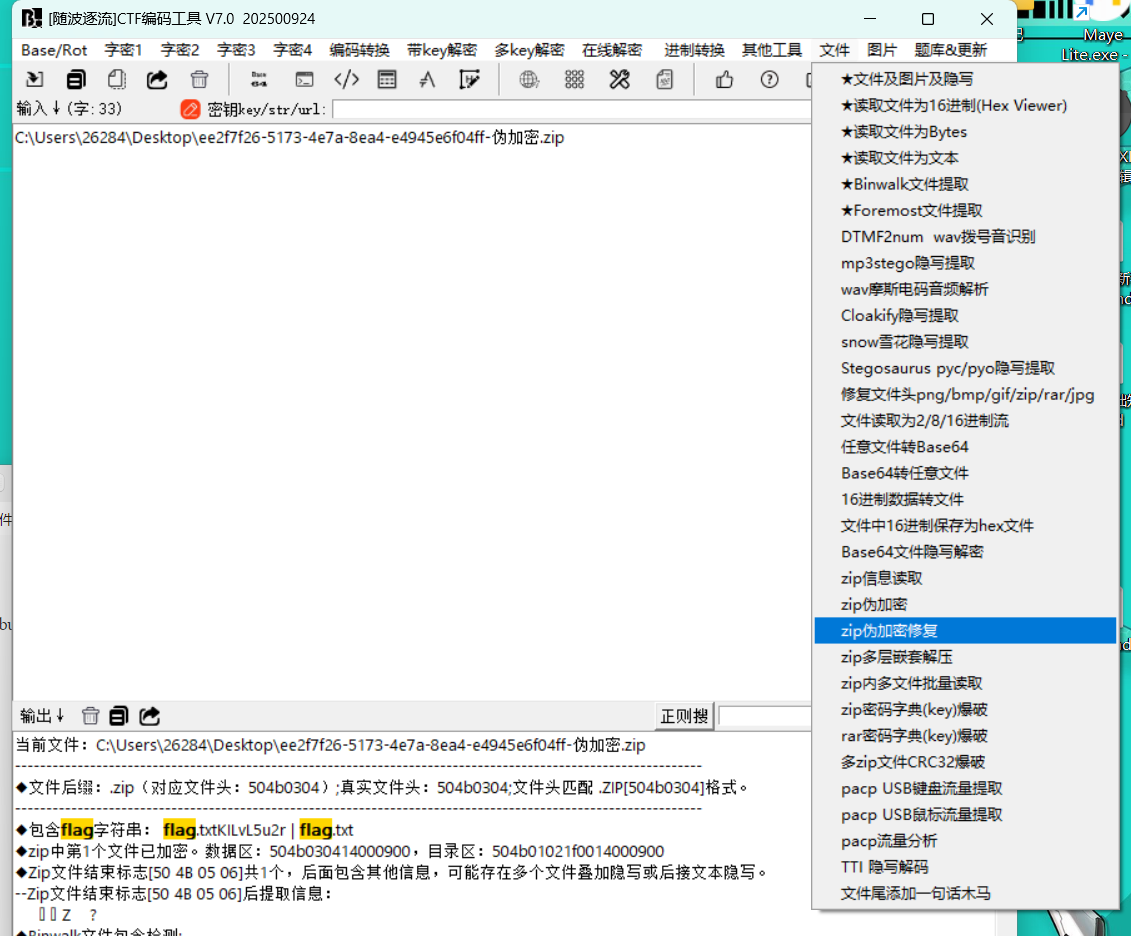 [随波逐流]CTF编码工具 V7.0 202500924
Maye
Lite.exe -
Base/Rot 字密1 字密2 字密3 字密4 编码转换 带key解密 多key解密 在线解密 进制转换 其他工具 文件 图片 题库&更新
输入↓(字: 33) 密钥key/str/url:
C:\Users\26284\Desktop\ee2f7f26-5173-4e7a-8ea4-e4945e6f04ff-伪加密.zip
★文件及图片及隐写
★读取文件为16进制(Hex Viewer)
★读取文件为Bytes
★读取文件为文本
★Binwalk文件提取
★Foremost文件提取
DTMF2num wav拨号音识别
mp3stego隐写提取
wav摩斯电码音频解析
Cloakify隐写提取
snow雪花隐写提取
Stegosaurus pyc/pyo隐写提取
修复文件头png/bmp/gif/zip/rar/jpg
文件读取为2/8/16进制流
任意文件转Base64
Base64转任意文件
16进制数据转文件
文件中16进制保存为hex文件
Base64文件隐写解密
zip信息读取
zip伪加密
zip伪加密修复
zip多层嵌套解压
zip内多文件批量读取
zip密码字典(key)爆破
rar密码字典(key)爆破
多zip文件CRC32爆破
pacp USB键盘流量提取
pacp USB鼠标流量提取
pacp流量分析
TTI 隐写解码
文件尾添加一句话木马
输出↓ 正则搜
当前文件: C:\Users\26284\Desktop\ee2f7f26-5173-4e7a-8ea4-e4945e6f04ff-伪加密.zip
◆文件后缀: .zip（对应文件头: 504b0304）;真实文件头: 504b0304;文件头匹配 .ZIP[504b0304]格式。
◆包含flag字符串: flag.txtKILvL5u2r | flag.txt
◆zip中第1个文件已加密。数据区: 504b030414000900，目录区: 504b01021f0014000900
◆Zip文件结束标志[50 4B 05 06]共1个，后面包含其他信息，可能存在多个文件叠加隐写或后接文本隐写。
--Zip文件结束标志[50 4B 05 06]后提取信息:
Z ?
◆Binwalk文件包含检测: